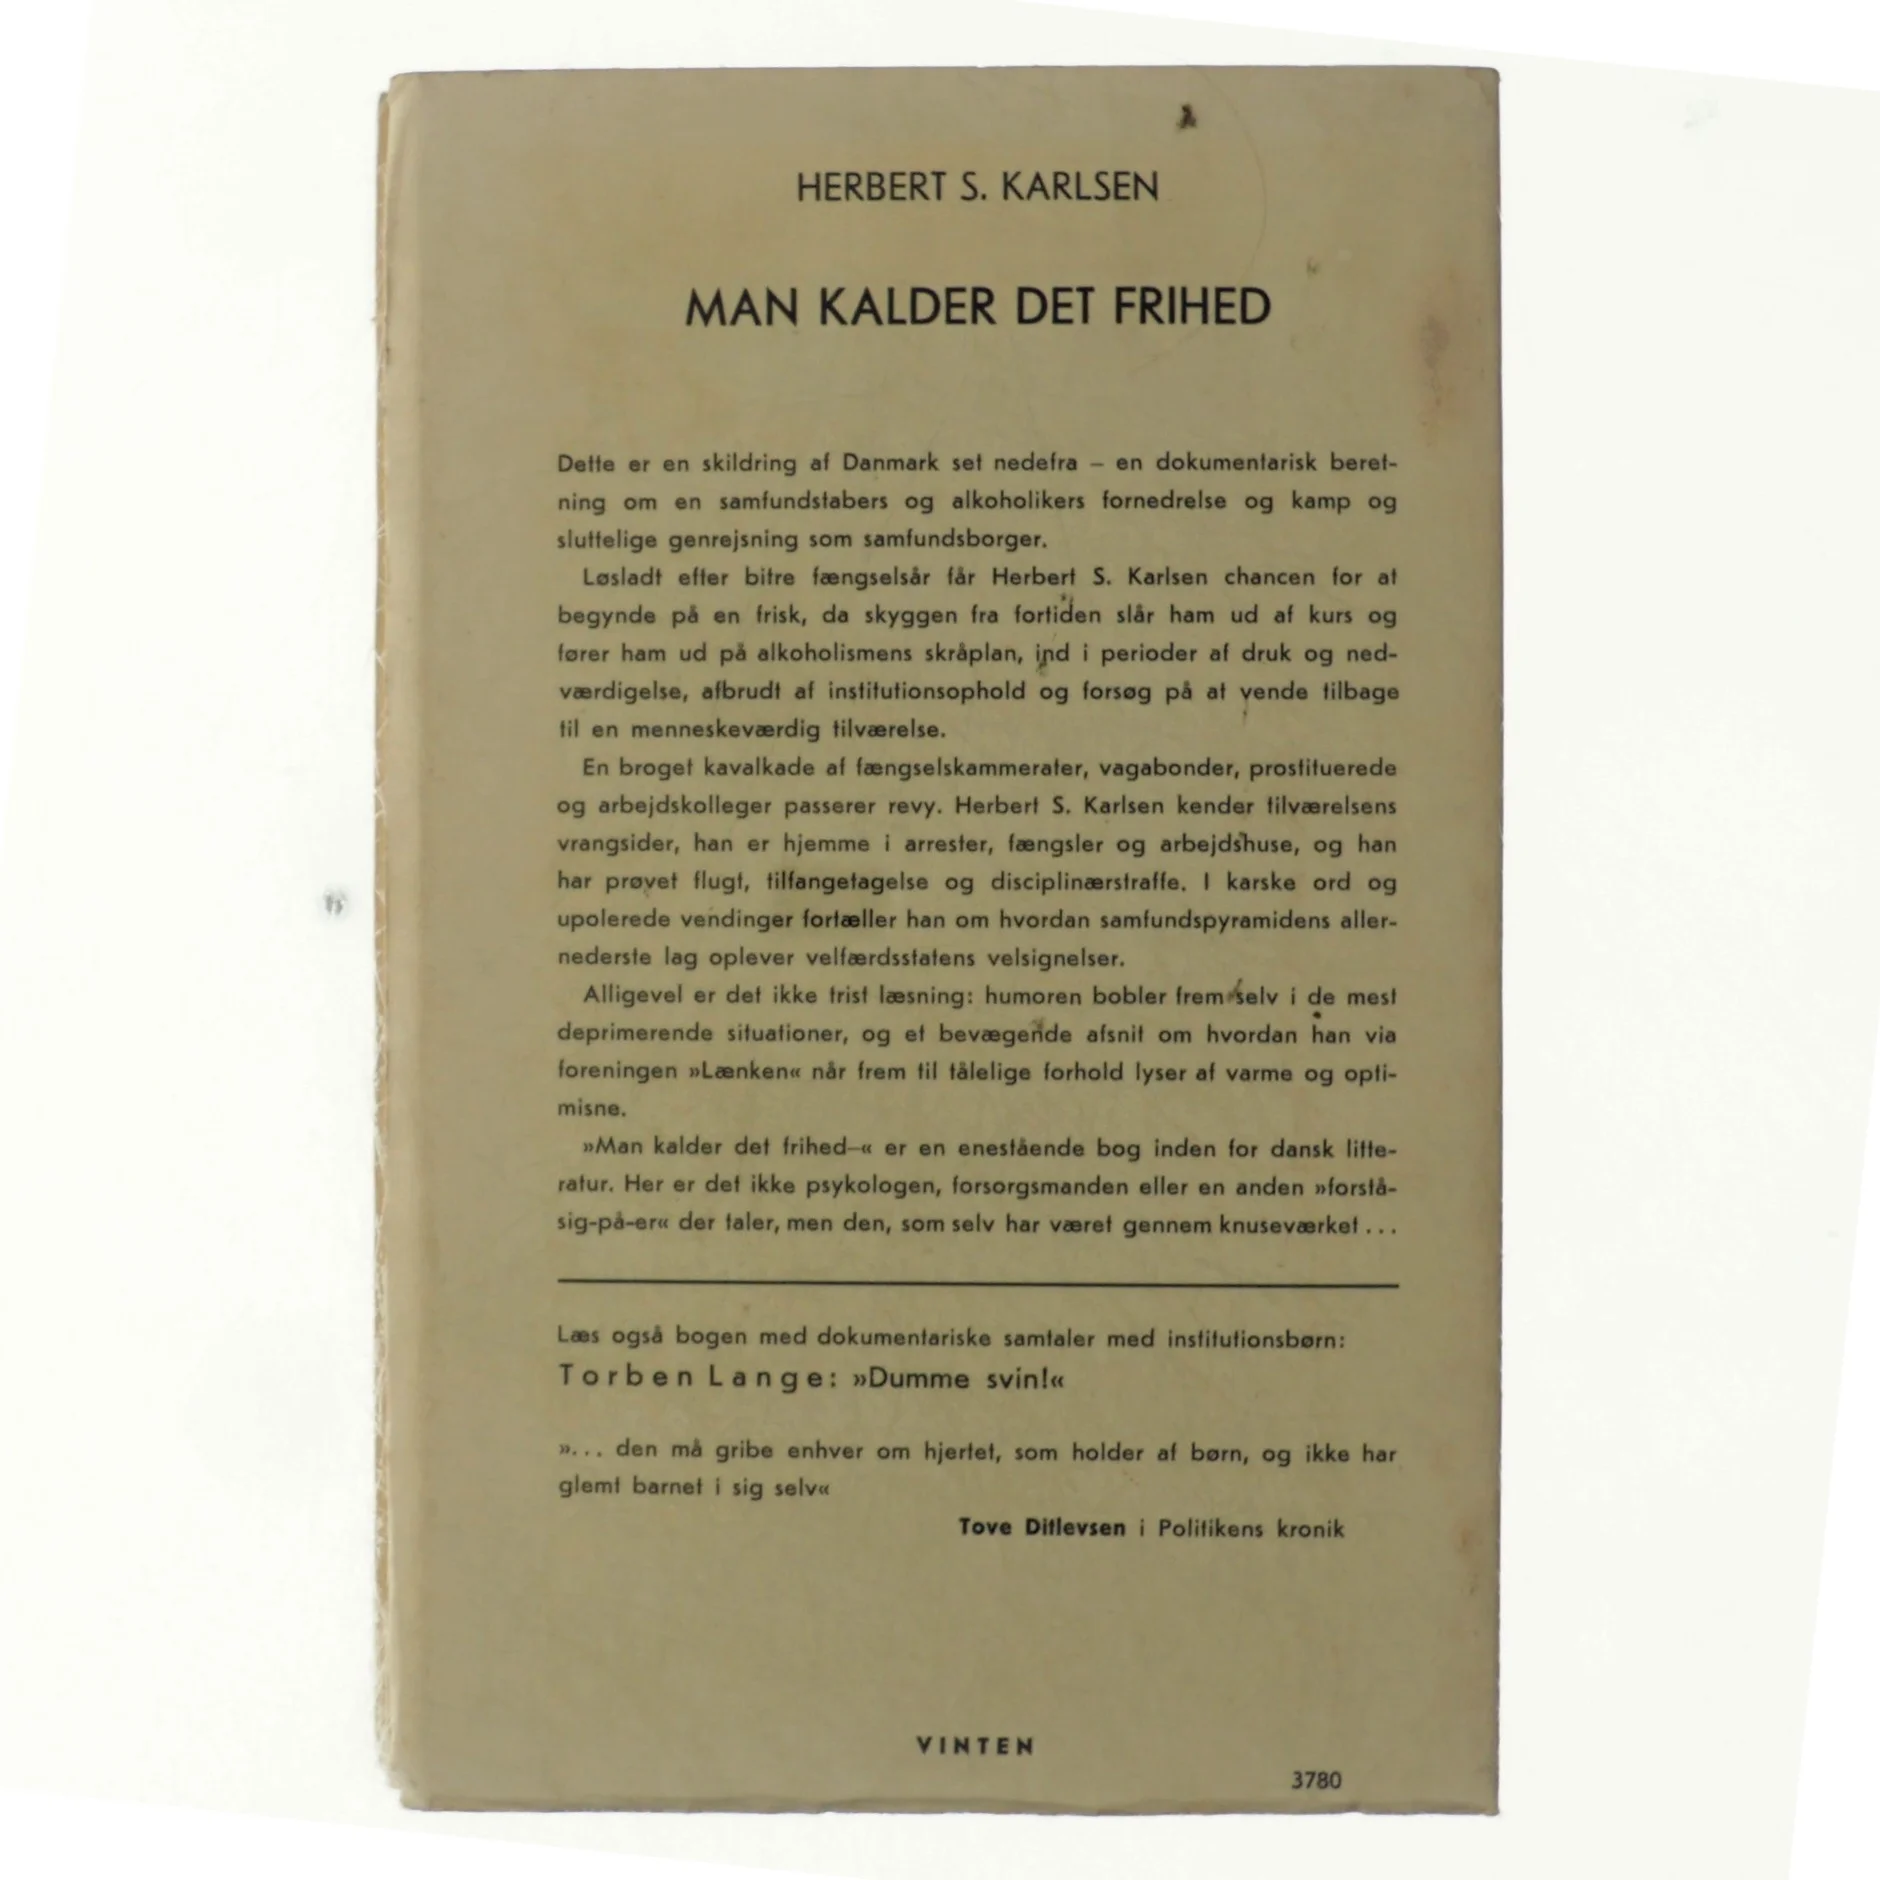 HERBERT S. KARLSEN
MAN KALDER DET FRIHED
Dette er en skildring af Danmark set nedefra – en dokumentarisk beret-
ning om en samfundstabers og alkoholikers fornedrelse og kamp og
sluttelige genrejsning som samfundsborger.
Løsladt efter bitre fængselsår får Herbert S. Karlsen chancen for at
begynde på en frisk, da skyggen fra fortiden slår ham ud af kurs og
fører ham ud på alkoholismens skråplan, ind i perioder af druk og ned-
værdigelse, afbrudt af institutionsophold og forsøg på at vende tilbage
til en menneskeværdig tilværelse.
En broget kavalkade af fængselskammerater, vagabonder, prostituerede
og arbejdskolleger passerer revy. Herbert S. Karlsen kender tilværelsens
vrangsider, han er hjemme i arrester, fængsler og arbejdshuse, og han
har prøvet flugt, tilfangetagelse og disciplinærstraffe. I karske ord og
upolerede vendinger fortæller han om hvordan samfundspyramidens aller-
nederste lag oplever velfærdsstatens velsignelser.
Alligevel er det ikke trist læsning: humoren bobler frem selv i de mest
deprimerende situationer, og et bevægende afsnit om hvordan han via
foreningen »Lænken« når frem til tålelige forhold lyser af varme og opti-
misne.
»Man kalder det frihed–« er en enestående bog inden for dansk litte-
ratur. Her er det ikke psykologen, forsorgsmanden eller en anden »forstå-
sig-på-er« der taler, men den, som selv har været gennem knuseværket . . .
Læs også bogen med dokumentariske samtaler med institutionsbørn:
Torben Lange: »Dumme svin!«
». . . den må gribe enhver om hjertet, som holder af børn, og ikke har
glemt barnet i sig selv«
Tove Ditlevsen i Politikens kronik
VINTEN
3780